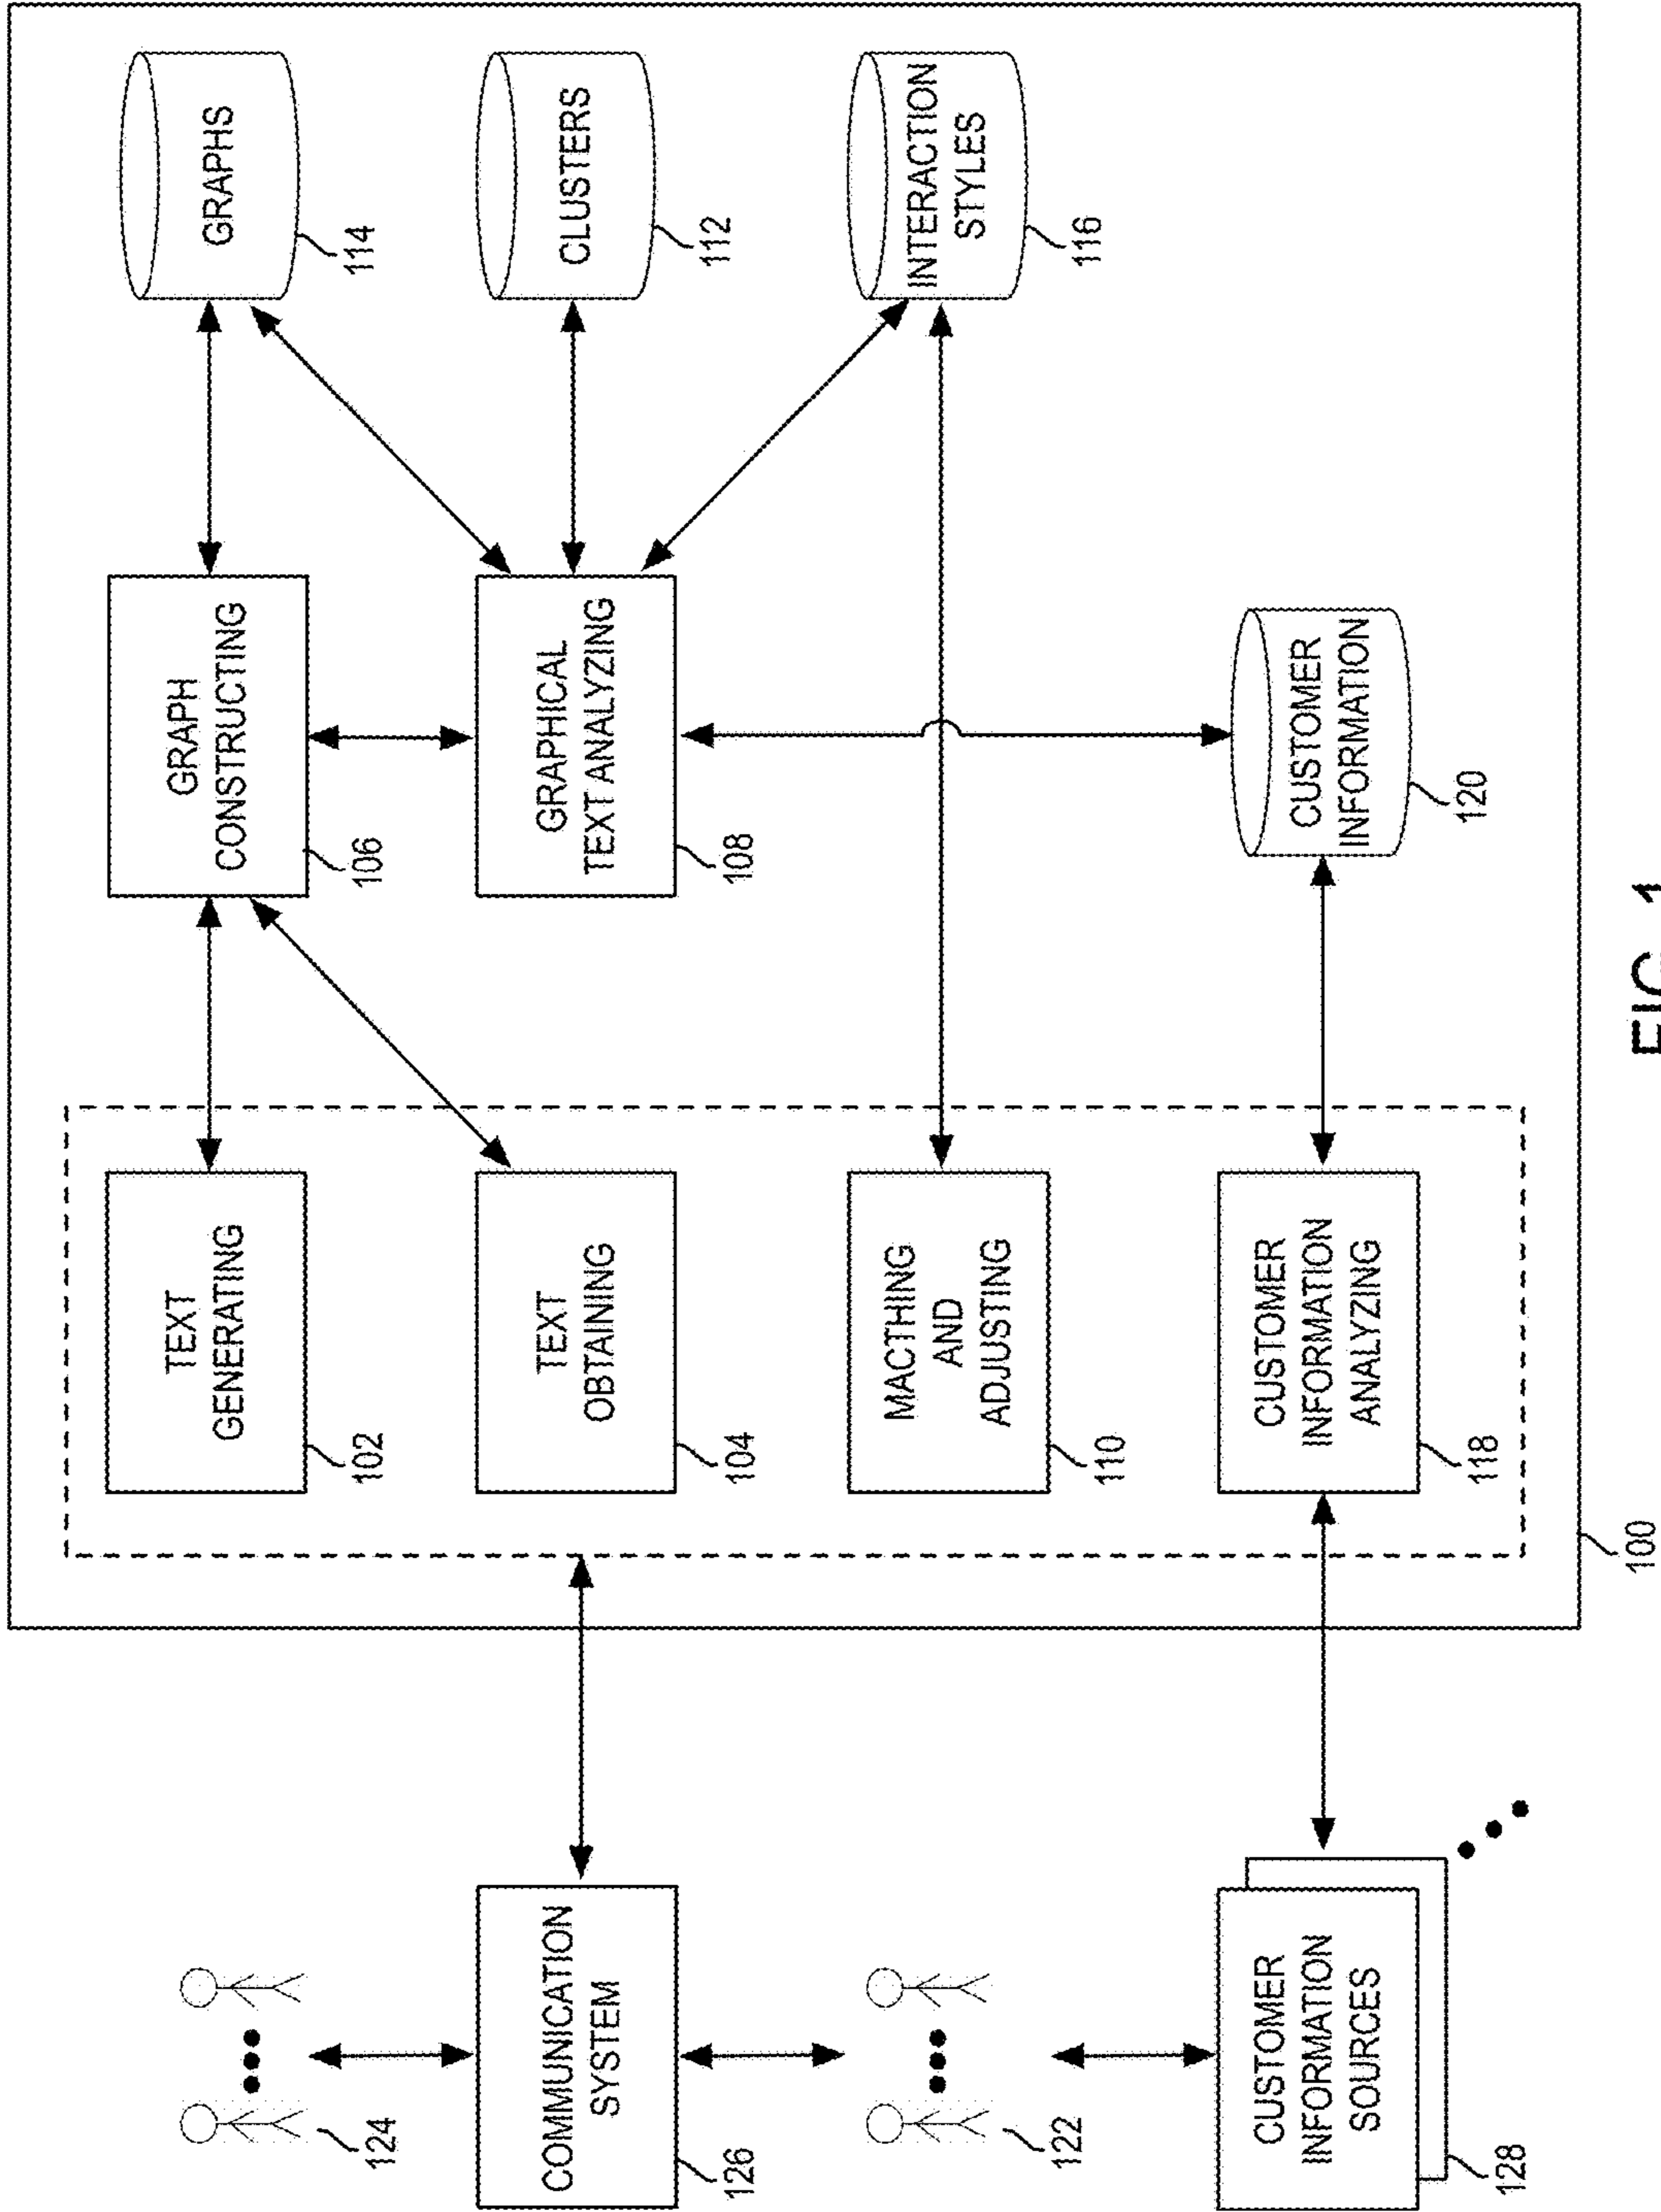 124
TEXT
GENERATING
102
GRAPH
CONSTRUCTING
106
GRAPHS
114
COMMUNICATION
SYSTEM
126
TEXT
OBTAINING
104
GRAPHICAL
TEXT ANALYZING
108
CLUSTERS
112
122
MACTHING
AND
ADJUSTING
110
INTERACTION
STYLES
116
CUSTOMER
INFORMATION
SOURCES
128
CUSTOMER
INFORMATION
ANALYZING
118
CUSTOMER
INFORMATION
120
100
FIG. 1